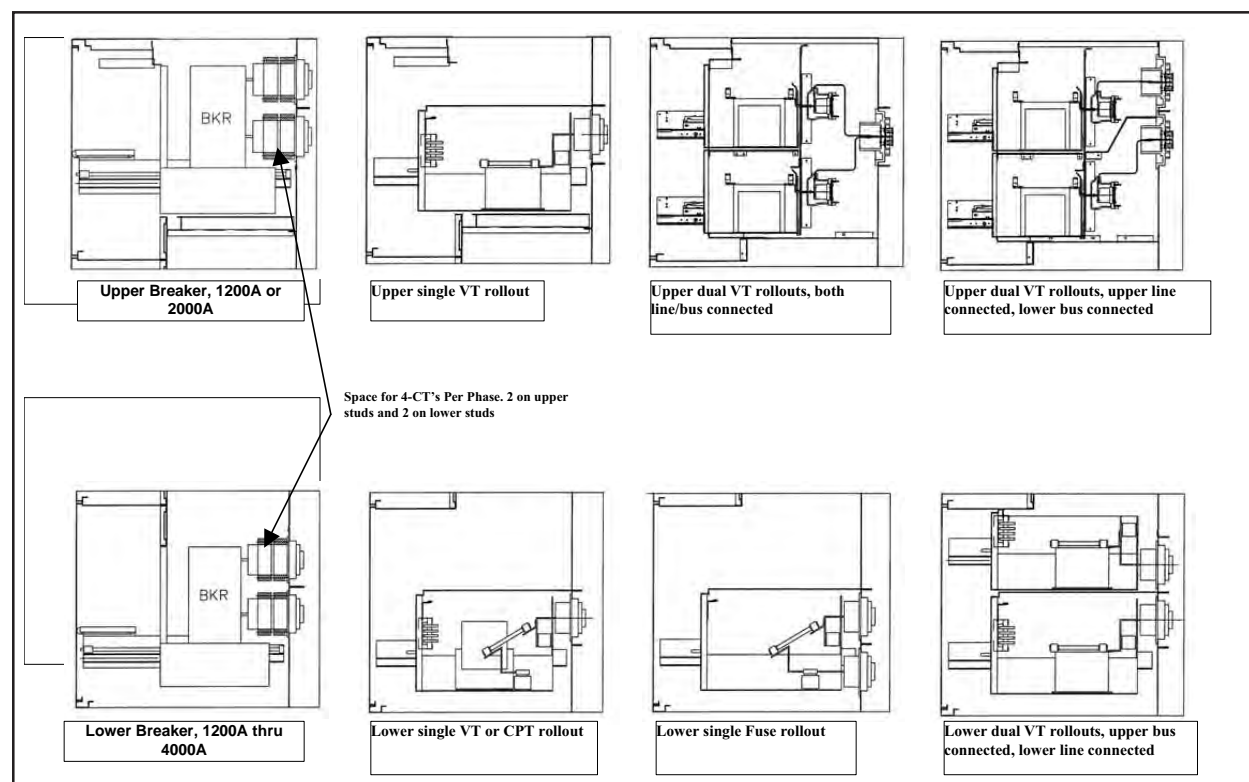 BKR
Upper Breaker, 1200A or
2000A
Upper single VT rollout
Upper dual VT rollouts, both
line/bus connected
Upper dual VT rollouts, upper line
connected, lower bus connected
Space for 4-CT's Per Phase. 2 on upper
studs and 2 on lower studs
BKR
Lower Breaker, 1200A thru
4000A
Lower single VT or CPT rollout
Lower single Fuse rollout
Lower dual VT rollouts, upper bus
connected, lower line connected